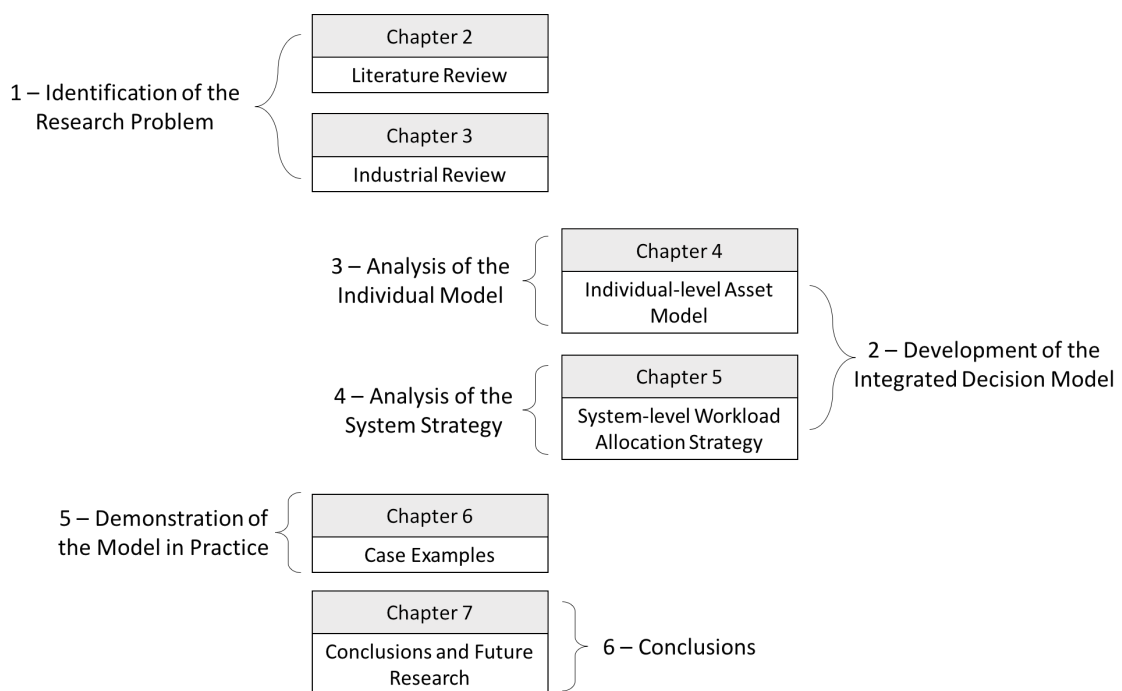 Chapter 2
Literature Review
1 – Identification of the
Research Problem
Chapter 3
Industrial Review
Chapter 4
Individual-level Asset
Model
3 – Analysis of the
Individual Model
2 – Development of the
Integrated Decision Model
Chapter 5
System-level Workload
Allocation Strategy
4 – Analysis of the
System Strategy
Chapter 6
Case Examples
5 – Demonstration of
the Model in Practice
Chapter 7
Conclusions and Future
Research
6 – Conclusions